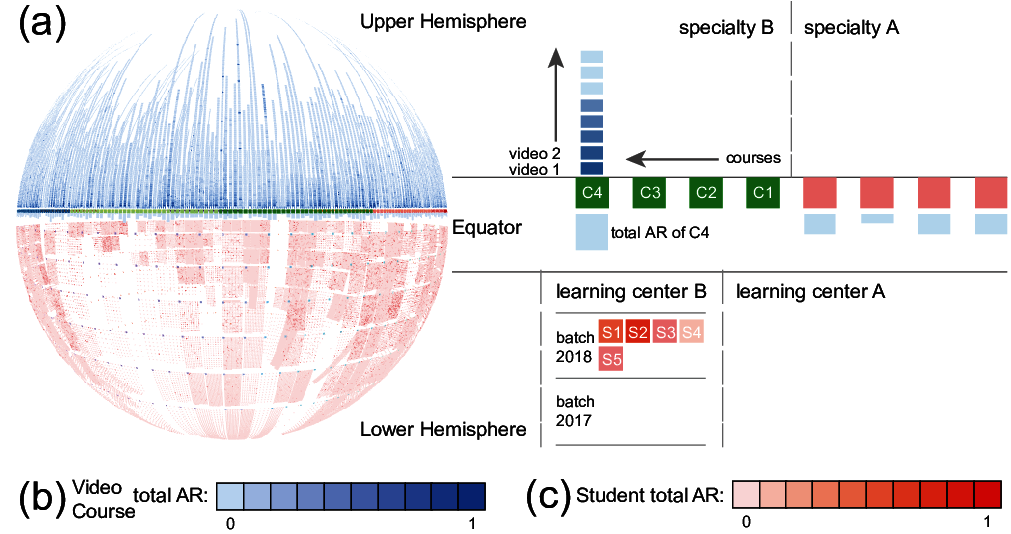 (a)
Upper Hemisphere
specialty B
specialty A
video 2
video 1
courses
C4
C3
C2
C1
Equator
total AR of C4
learning center B
learning center A
batch
2018
S1
S2
S3
S4
S5
batch
2017
Lower Hemisphere
(b) Video Course total AR:
0
1
(c) Student total AR:
0
1